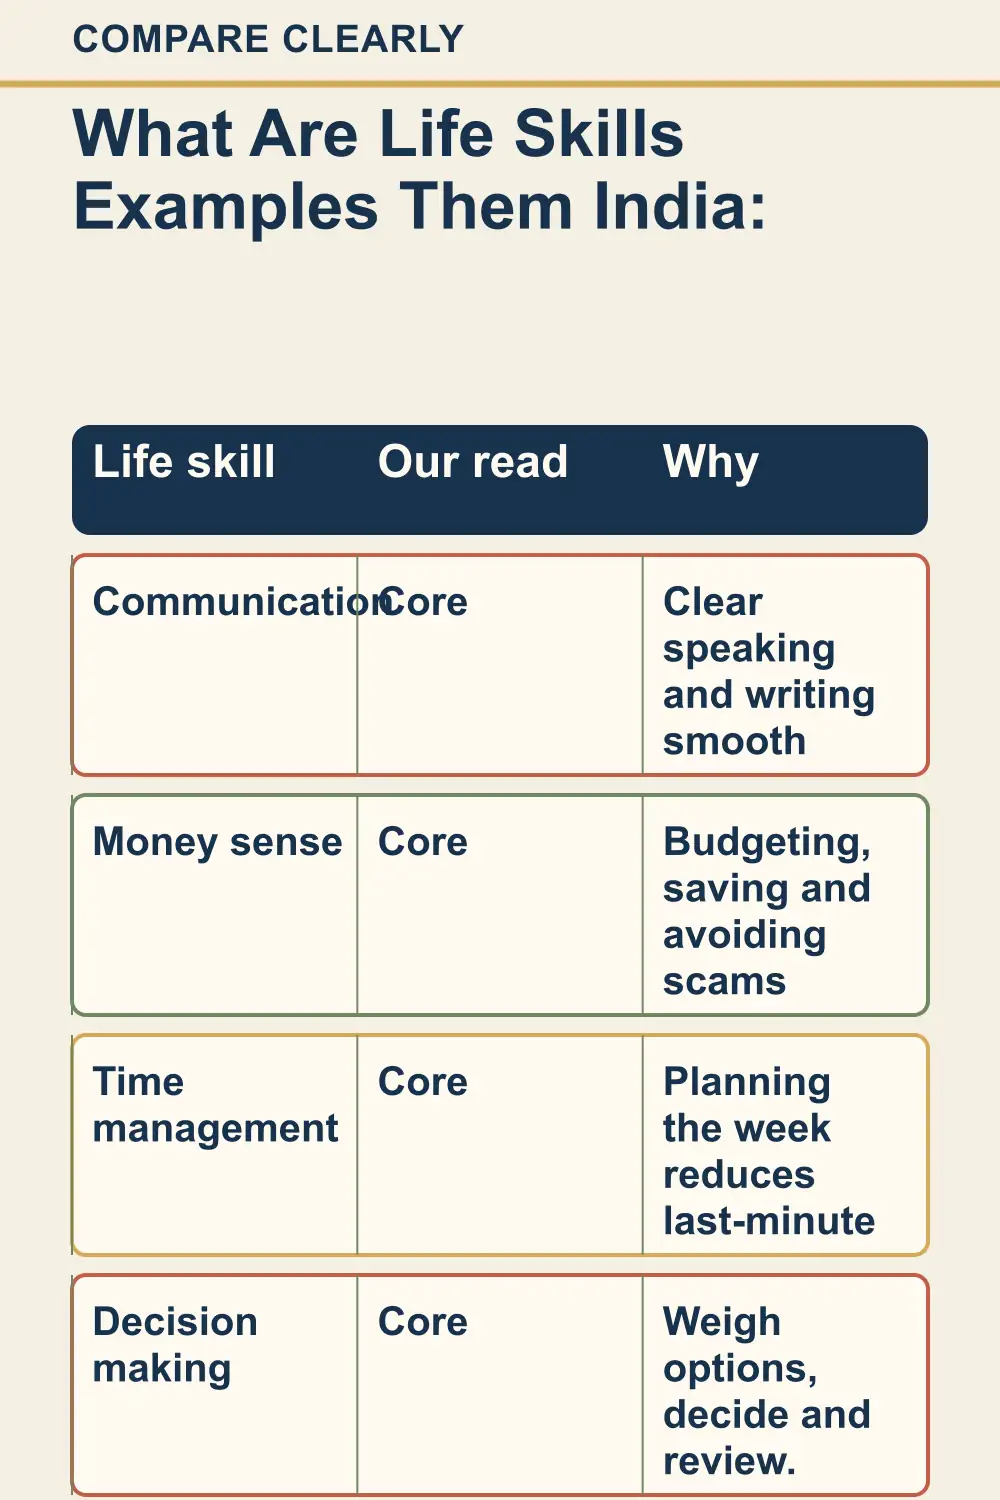 COMPARE CLEARLY
What Are Life Skills
Examples Them India:
Life skill Our read Why
Communication Core Clear
speaking
and writing
smooth
Money sense Core Budgeting,
saving and
avoiding
scams
Time Core Planning
management the week
reduces
last-minute
Decision Core Weigh
making options,
decide and
review.